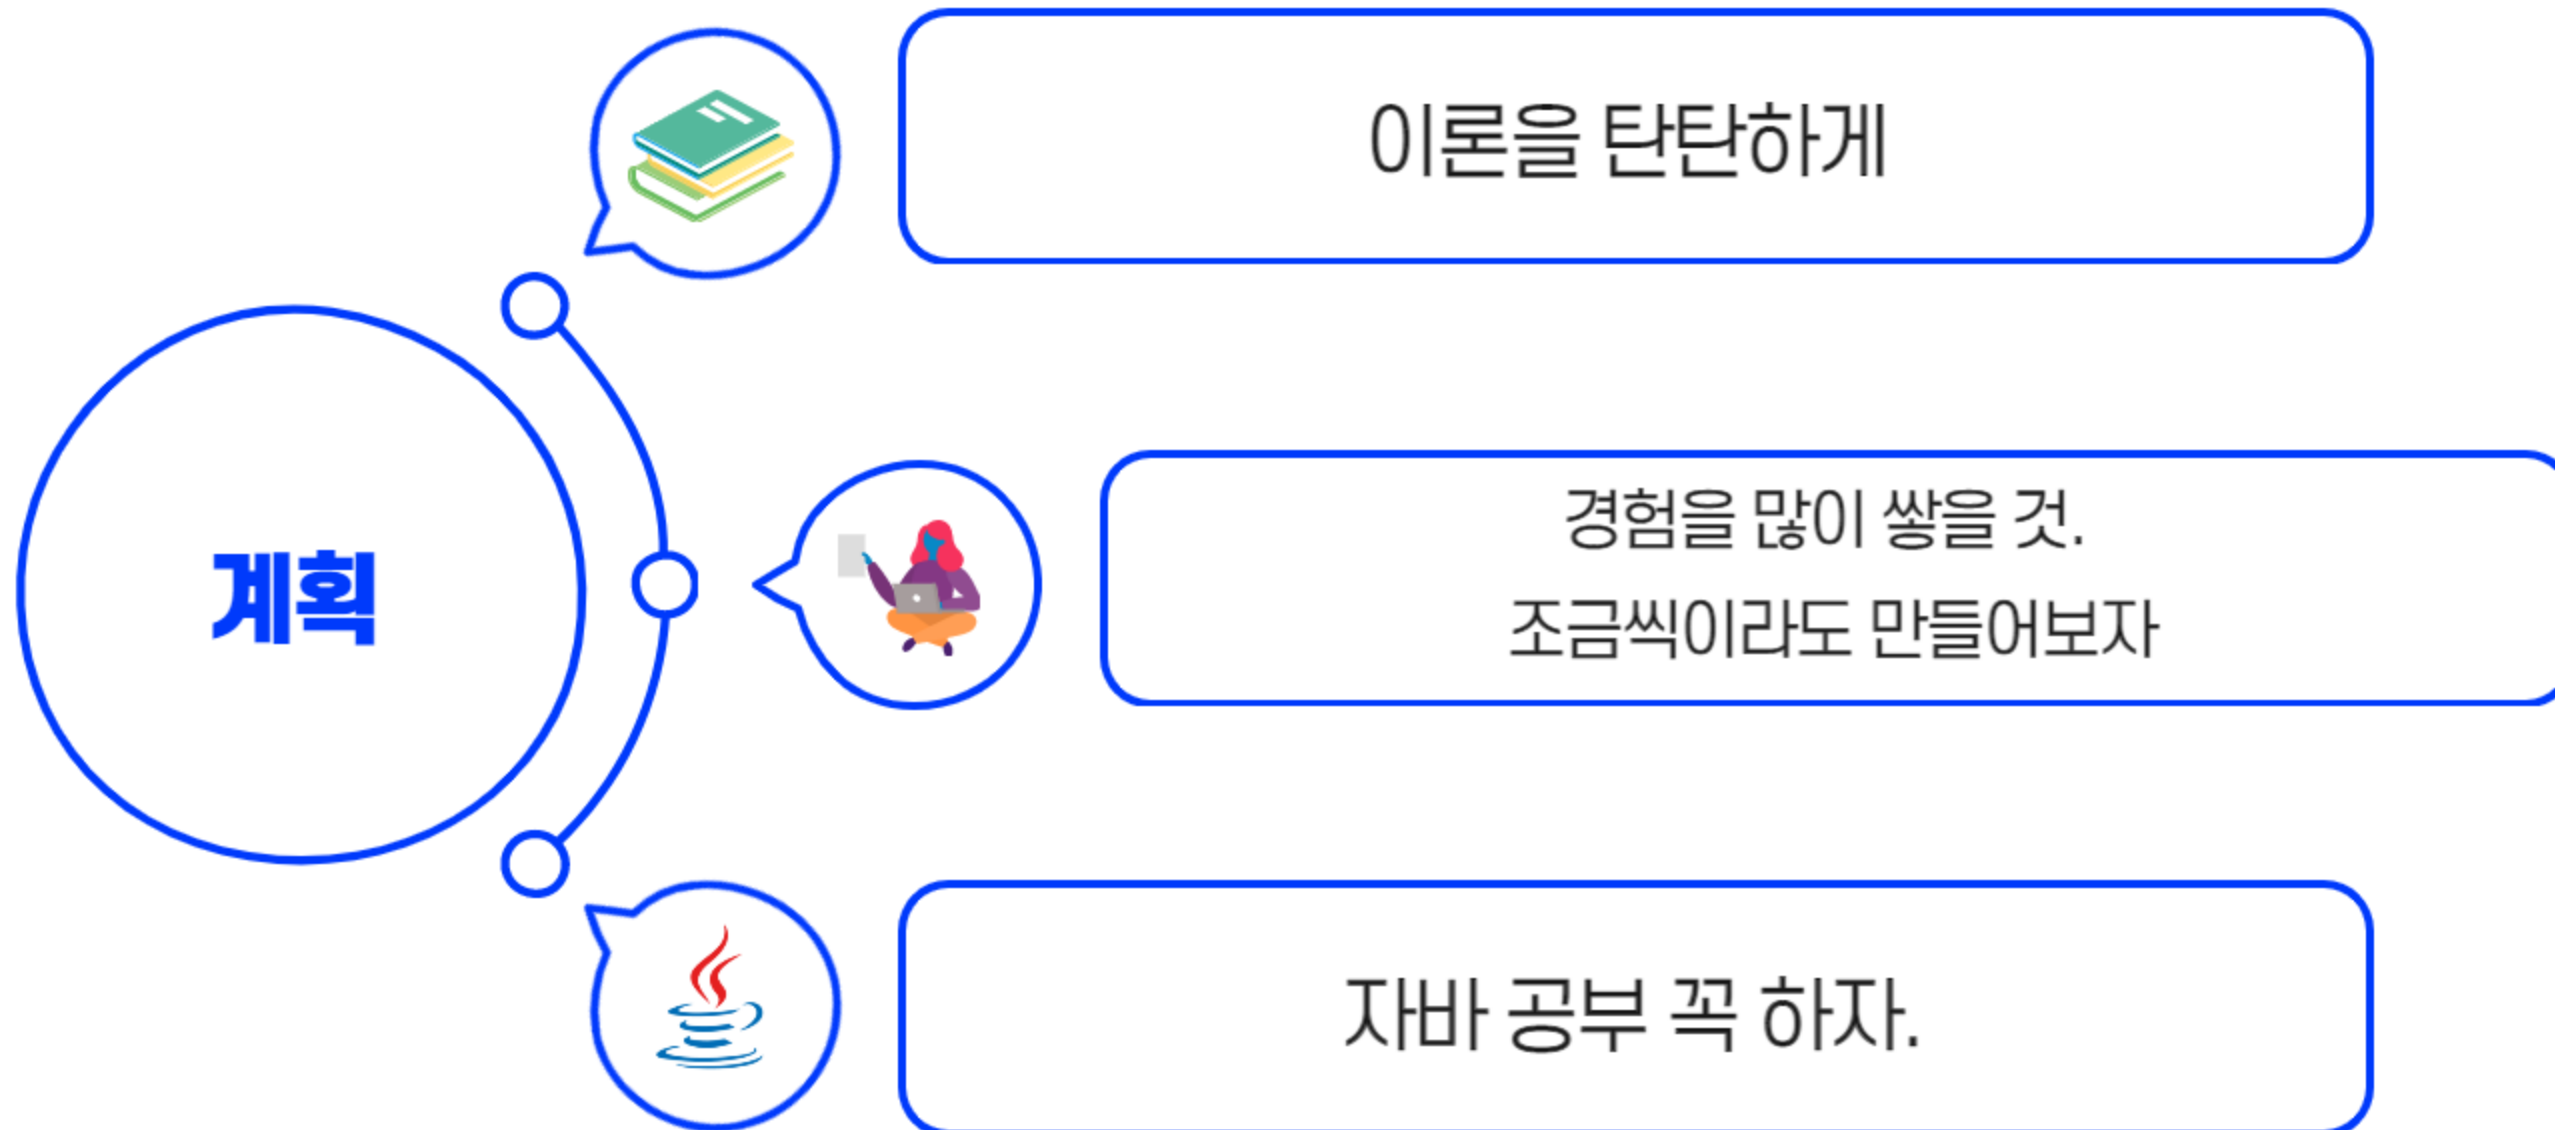 계획
이론을 탄탄하게
경험을 많이 쌓을 것.
조금씩이라도 만들어보자
자바 공부 꼭 하자.